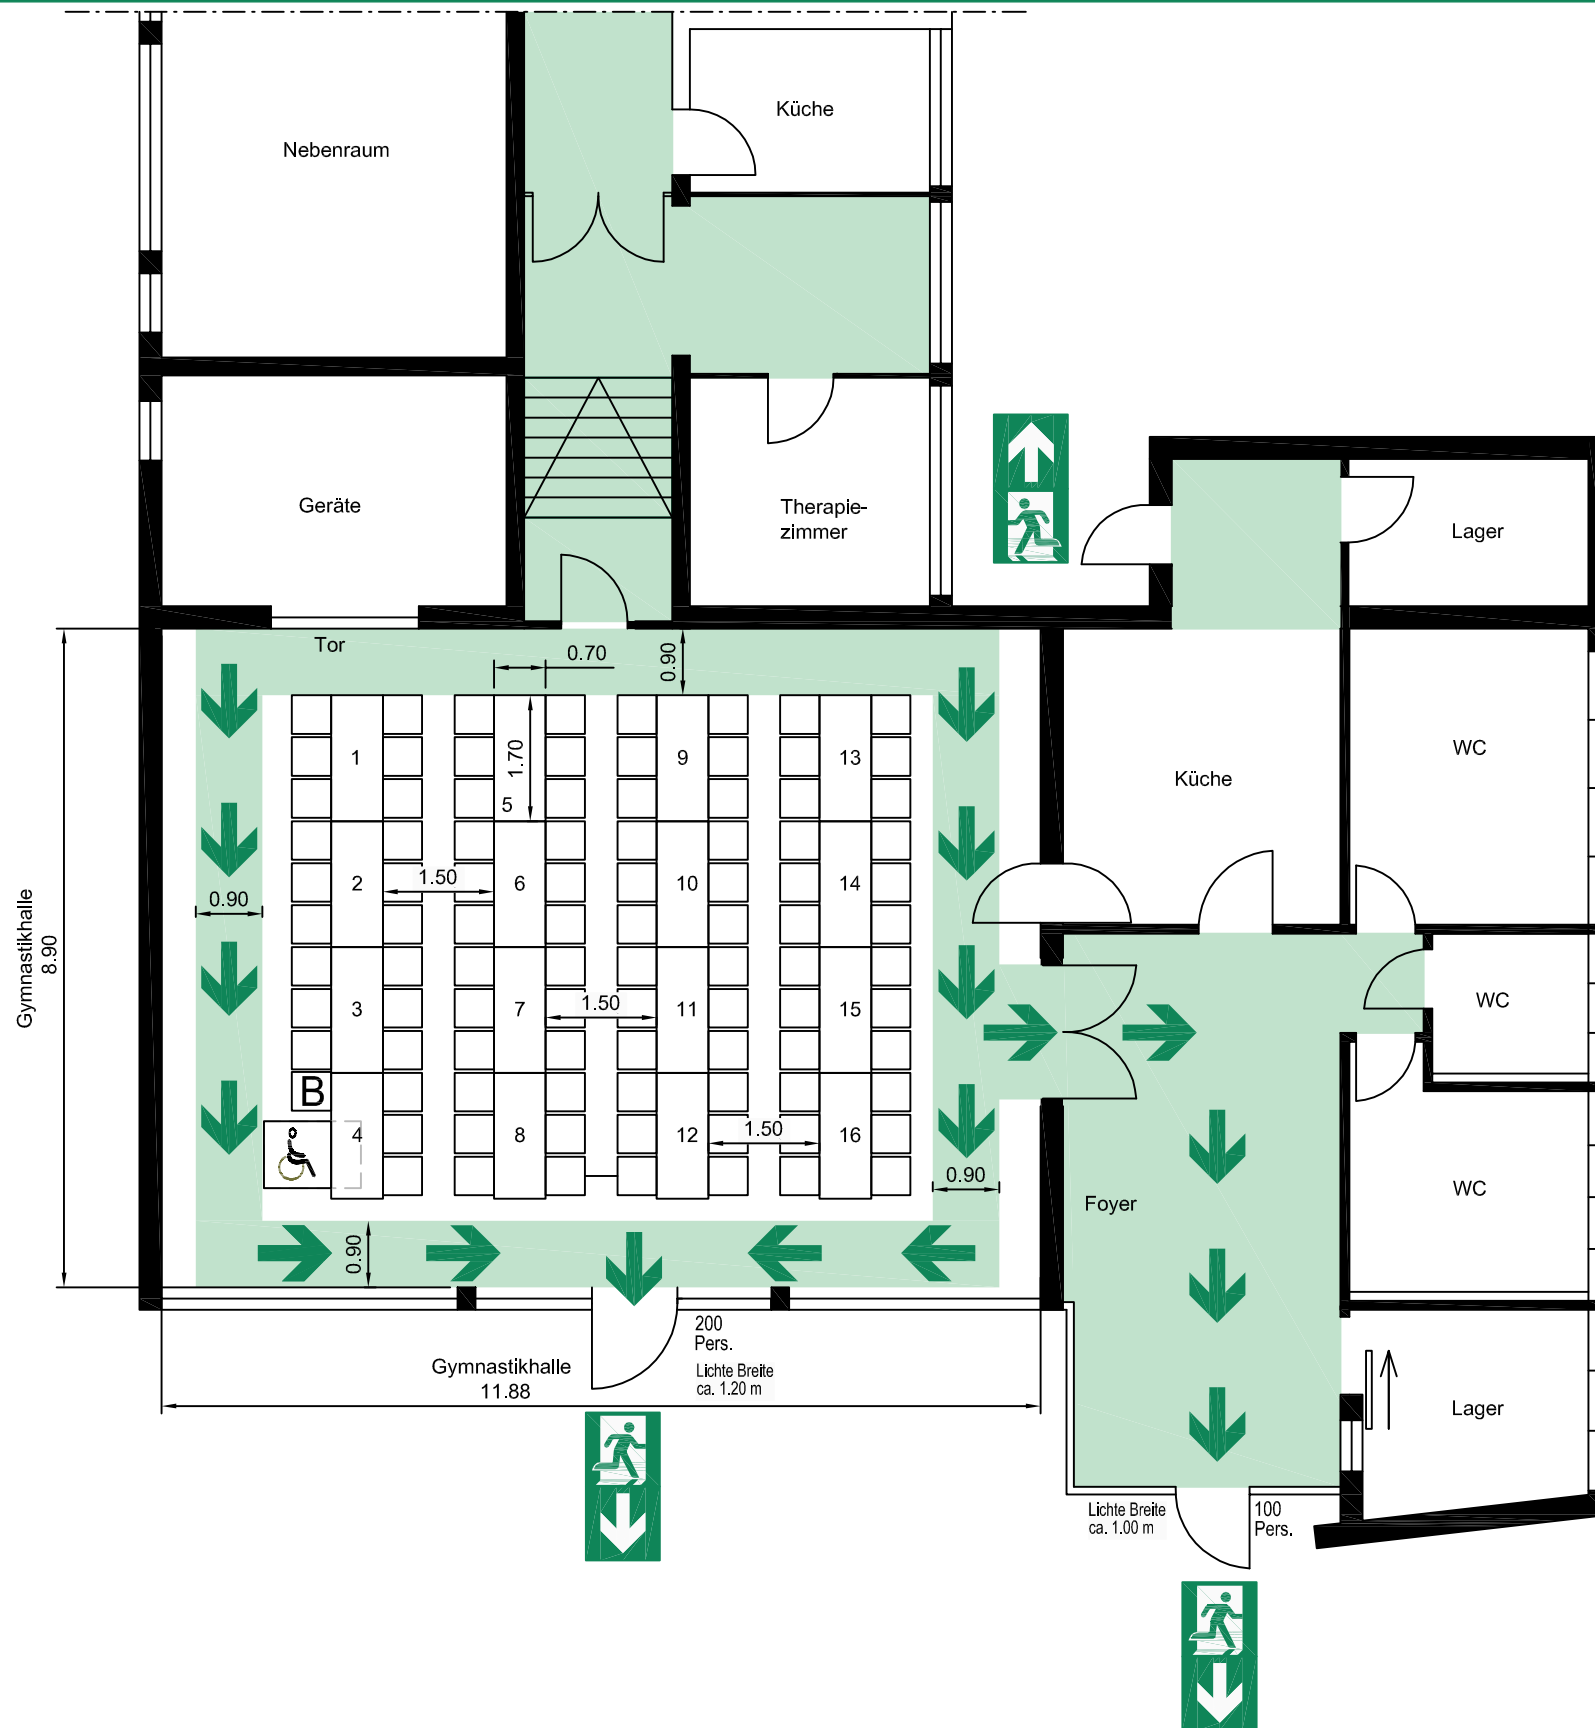 Küche
Nebenraum
Geräte
Therapie-
zimmer
Lager
Tor
0.70
0.90
1
1.70
5
9
13
Küche
WC
2
1.50
6
10
14
0.90
Gymnastikhalle
8.90
3
7
1.50
11
15
WC
B
4
8
12
1.50
16
0.90
Foyer
WC
0.90
200
Pers.
Lichte Breite
ca. 1.20 m
Gymnastikhalle
11.88
Lager
Lichte Breite
ca. 1.00 m
100
Pers.